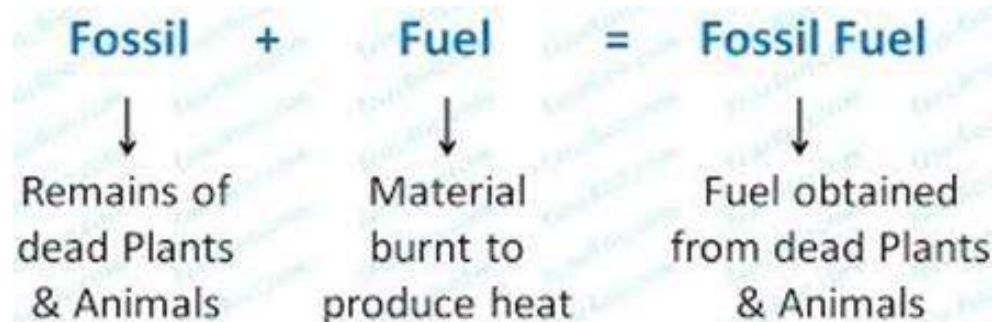 Fossil + Fuel = Fossil Fuel
Remains of dead Plants & Animals
Material burnt to produce heat
Fuel obtained from dead Plants & Animals